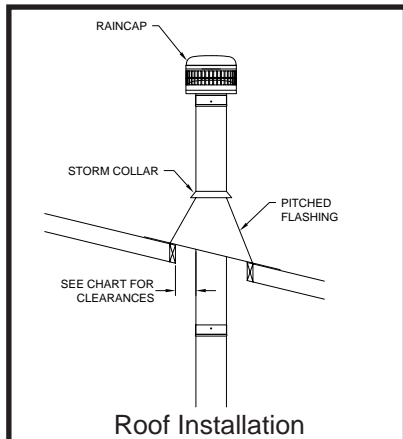 RAINCAP
STORM COLLAR
PITCHED
FLASHING
SEE CHART FOR
CLEARANCES
Roof Installation